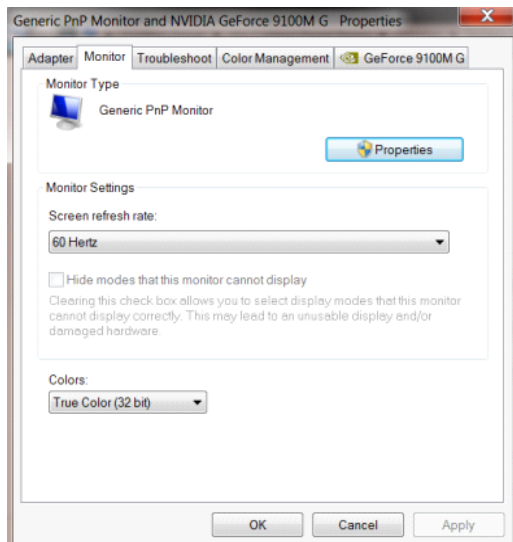 Generic PnP Monitor and NVIDIA GeForce 9100M G   Properties
Adapter Monitor Troubleshoot Color Management GeForce 9100M G
Monitor Type
Generic PnP Monitor
Properties
Monitor Settings
Screen refresh rate:
60 Hertz
Hide modes that this monitor cannot display
Clearing this check box allows you to select display modes that this monitor
cannot display correctly. This may lead to an unusable display and/or
damaged hardware.
Colors:
True Color (32 bit)
OK Cancel Apply